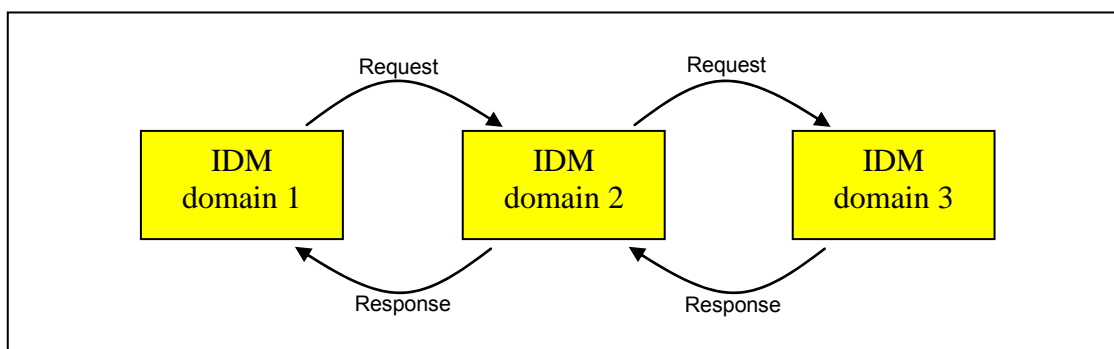 Request
Request
IDM
domain 1
IDM
domain 2
IDM
domain 3
Response
Response